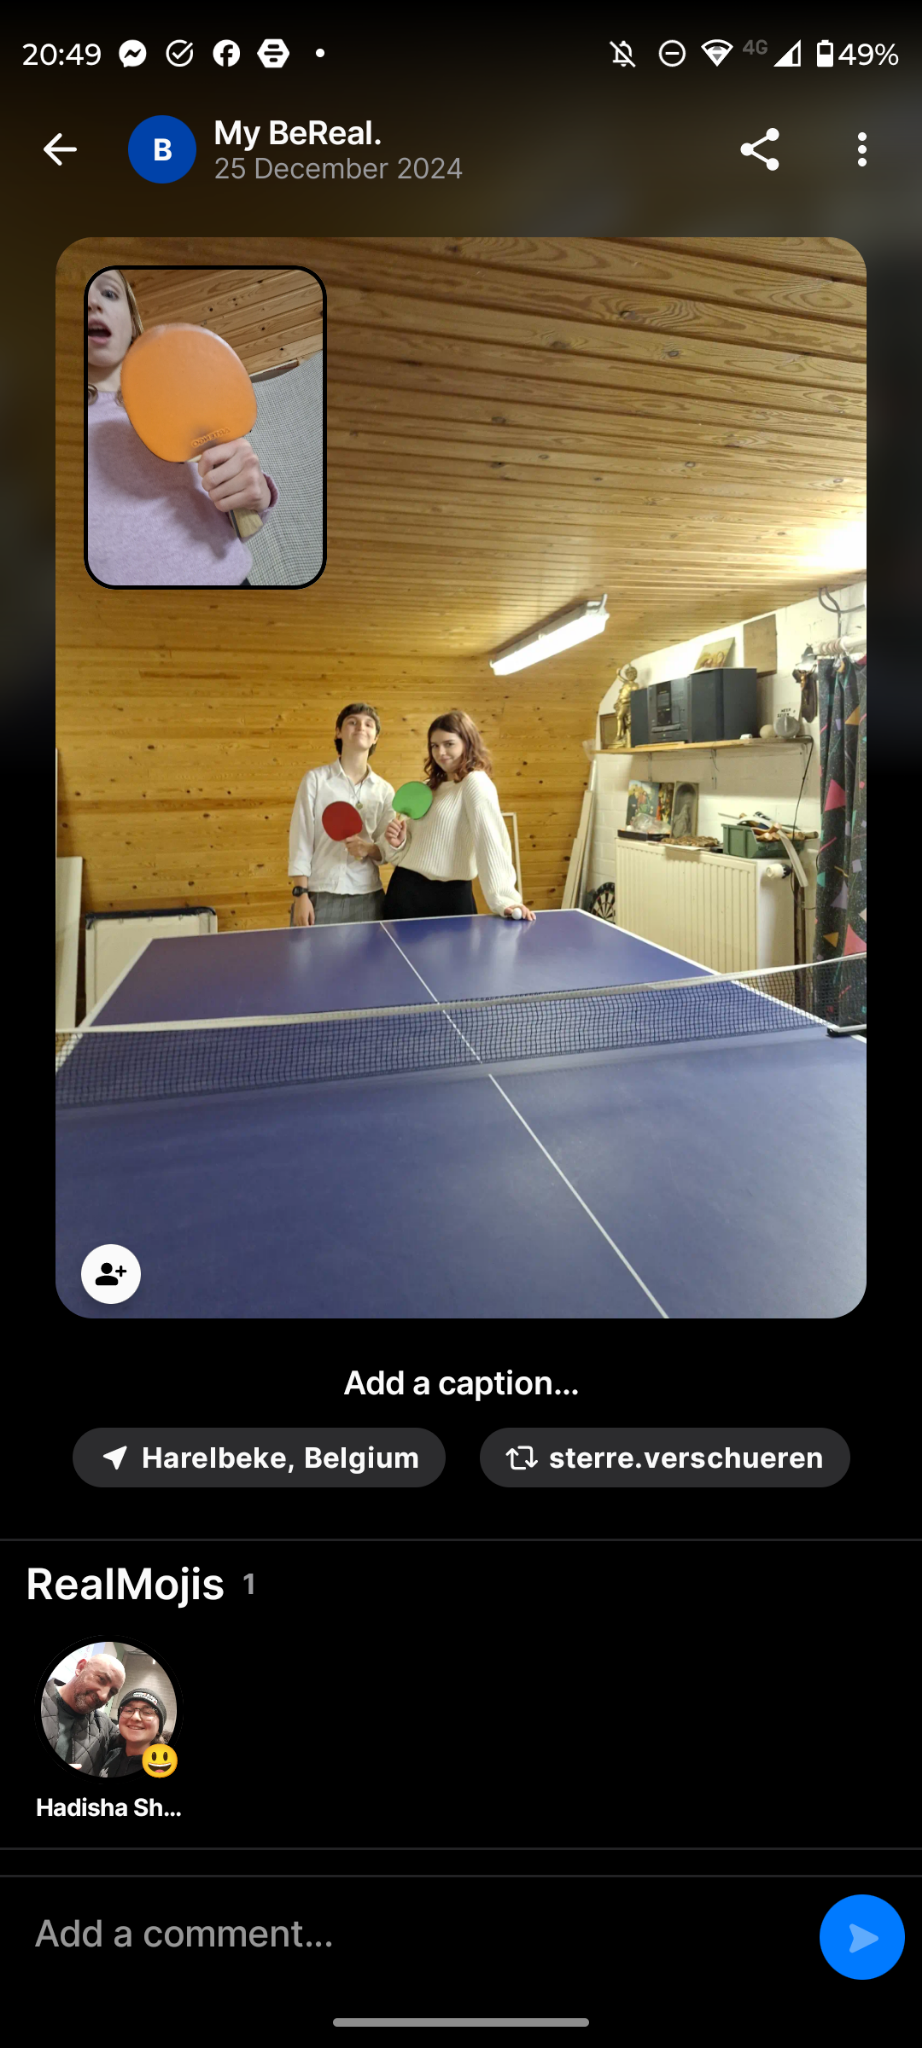 20:49
4G
49%
B
My BeReal.
25 December 2024
Add a caption...
Harelbeke, Belgium
sterre.verschueren
RealMojis 1
Hadisha Sh...
Add a comment...